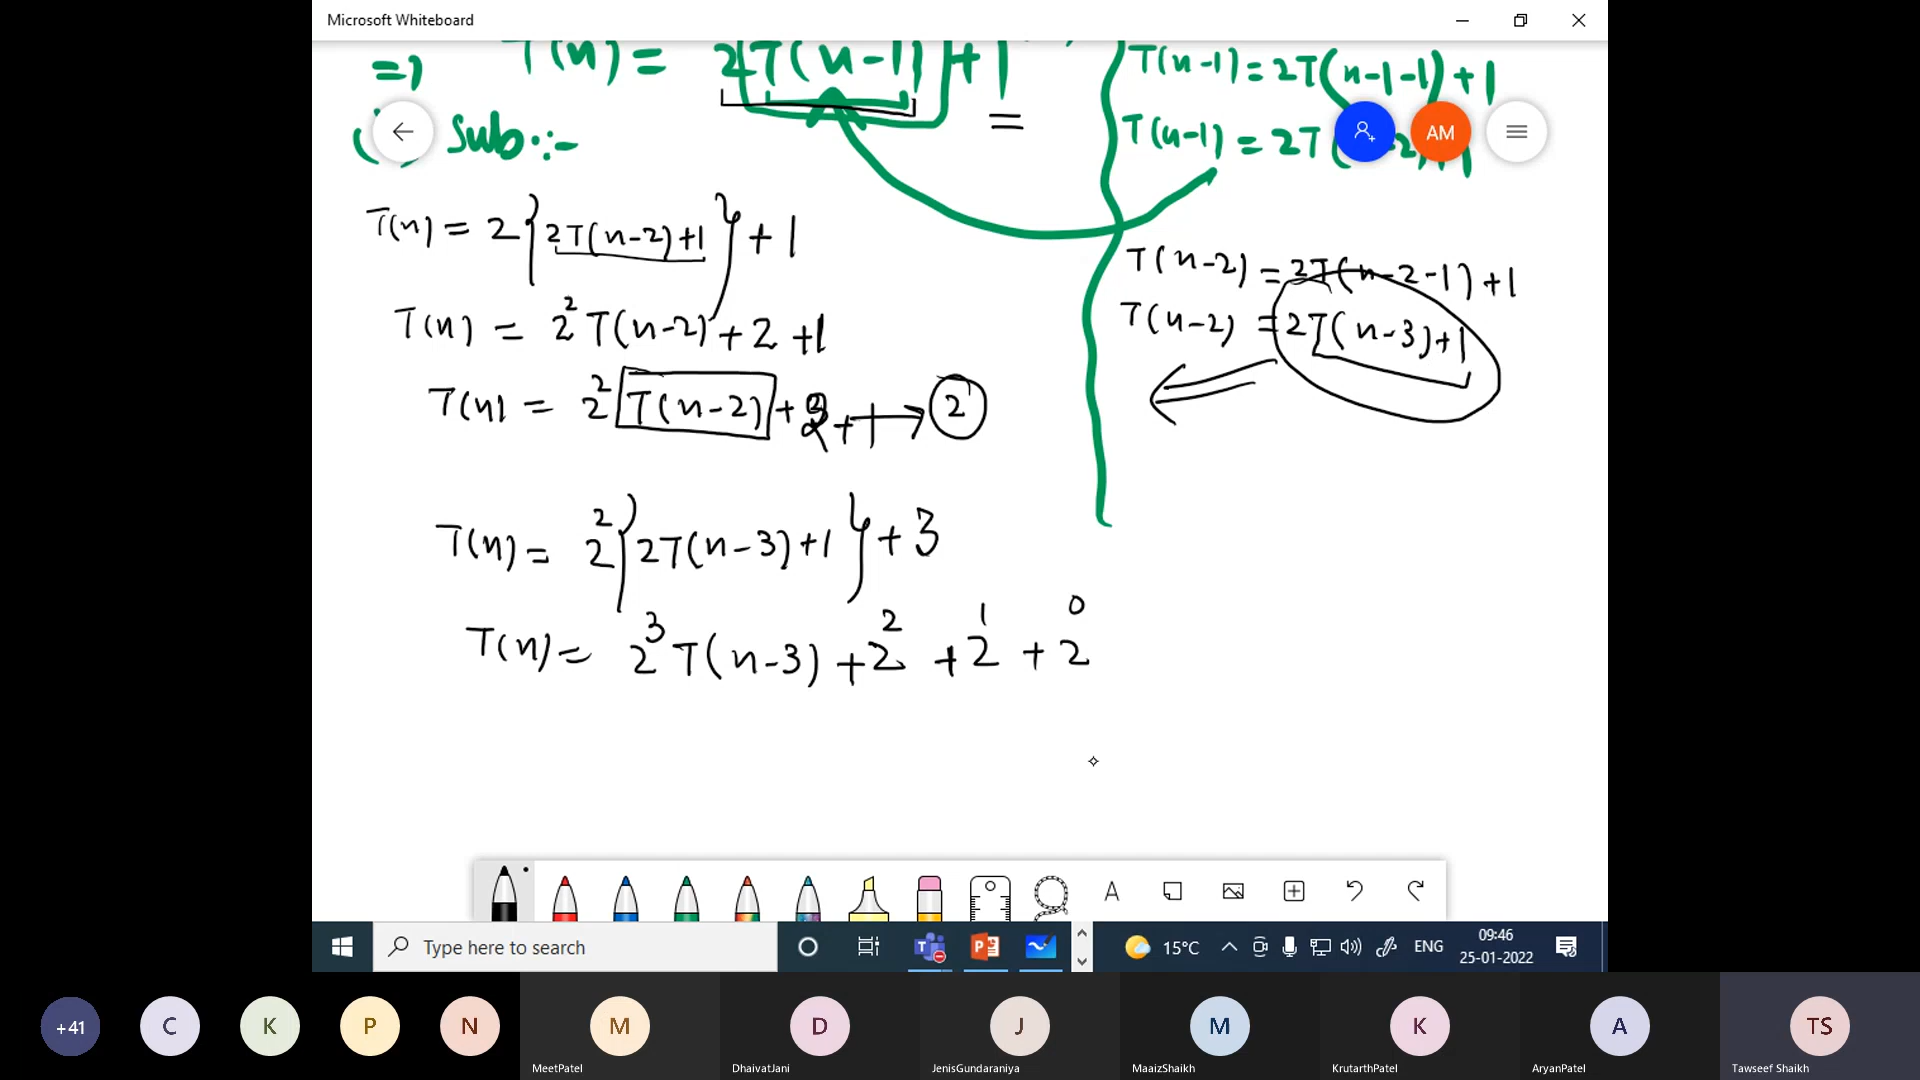 Microsoft Whiteboard
=> T(n) = 2T(n-1)+1
Sub:-
=
T(n-1) = 2T(n-1-1)+1
T(n-1) = 2T(n-2)+1
AM
T(n) = 2{2T(n-2)+1}+1
T(n) = 2² T(n-2)+2+1
T(n) = 2² T(n-2)+2+1→②
T(n-2) = 2T(n-2-1)+1
T(n-2) = 2T(n-3)+1
T(n) = 2²{2T(n-3)+1}+3
T(n) = 2³ T(n-3)+2²+2¹+2⁰
A
Type here to search
15°C
ENG
09:46
25-01-2022
+41
C
K
P
N
M
MeetPatel
D
DhaivatJani
J
JenisGundaraniya
M
MaaizShaikh
K
KrutarthPatel
A
AryanPatel
TS
Tawseef Shaikh